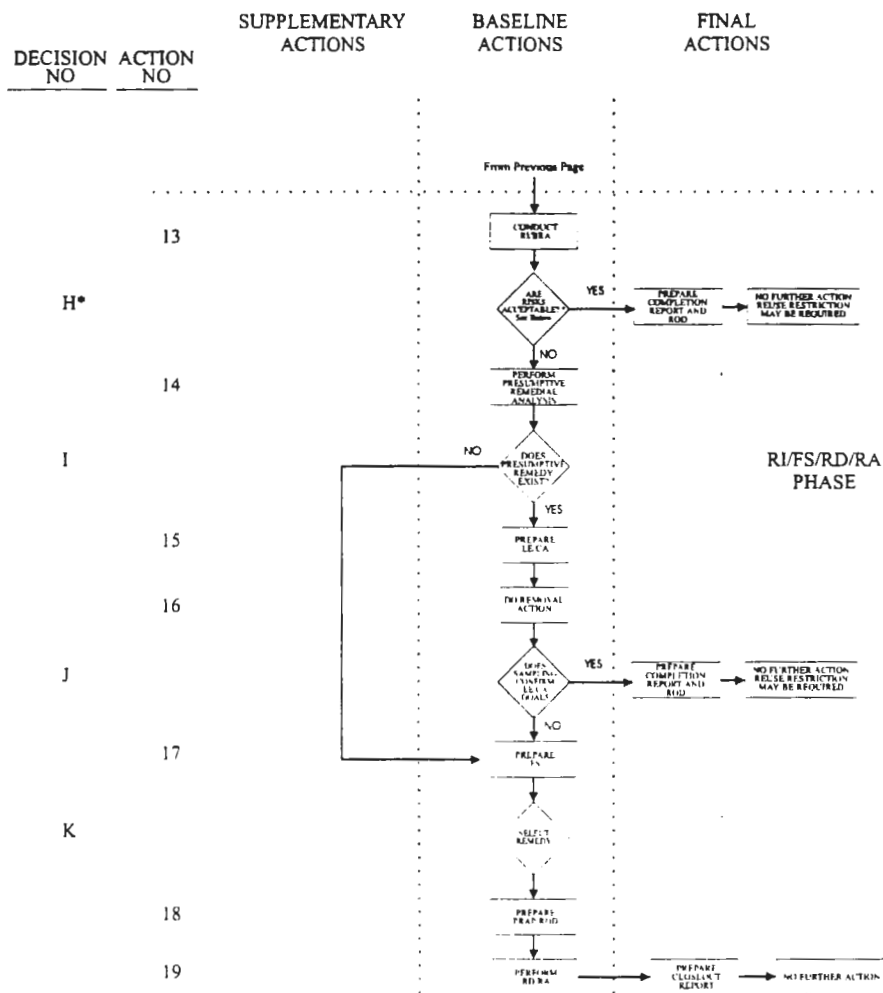 SUPPLEMENTARY
ACTIONS
BASELINE
ACTIONS
FINAL
ACTIONS
DECISION
NO
ACTION
NO
From Previous Page
13
CONDUCT
RI/BRA
H*
ARE
RISKS
ACCEPTABLE?
YES
PREPARE
COMPLETION
REPORT AND
ROD
NO FURTHER ACTION
REUSE RESTRICTION
MAY BE REQUIRED
NO
14
PERFORM
PRESUMPTIVE
REMEDIAL
ANALYSIS
I
NO
DOES
PRESUMPTIVE
REMEDY
EXIST?
RI/FS/RD/RA
PHASE
YES
15
PREPARE
EE/CA
16
DO REMOVAL
ACTION
J
DOES
SAMPLING
CONFIRM
EE/CA
GOALS
YES
PREPARE
COMPLETION
REPORT AND
ROD
NO FURTHER ACTION
REUSE RESTRICTION
MAY BE REQUIRED
NO
17
PREPARE
FS
K
SELECT
REMEDY
18
PREPARE
PRAP/ROD
19
PERFORM
RD/RA
PREPARE
CLOSEOUT
REPORT
NO FURTHER ACTION